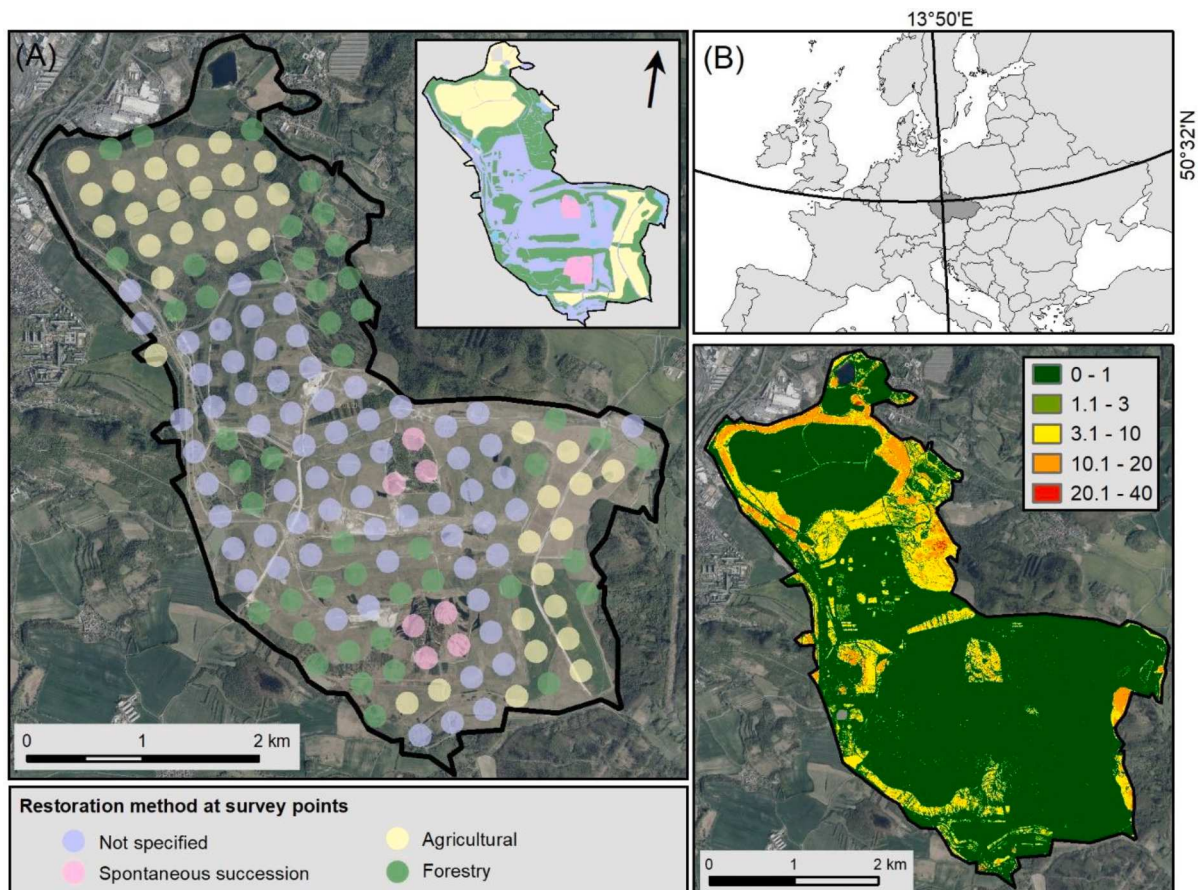 (A)
0 1 2 km
Restoration method at survey points
Not specified
Agricultural
Spontaneous succession
Forestry
13°50'E
(B)
50°32'N
0 - 1
1.1 - 3
3.1 - 10
10.1 - 20
20.1 - 40
0 1 2 km